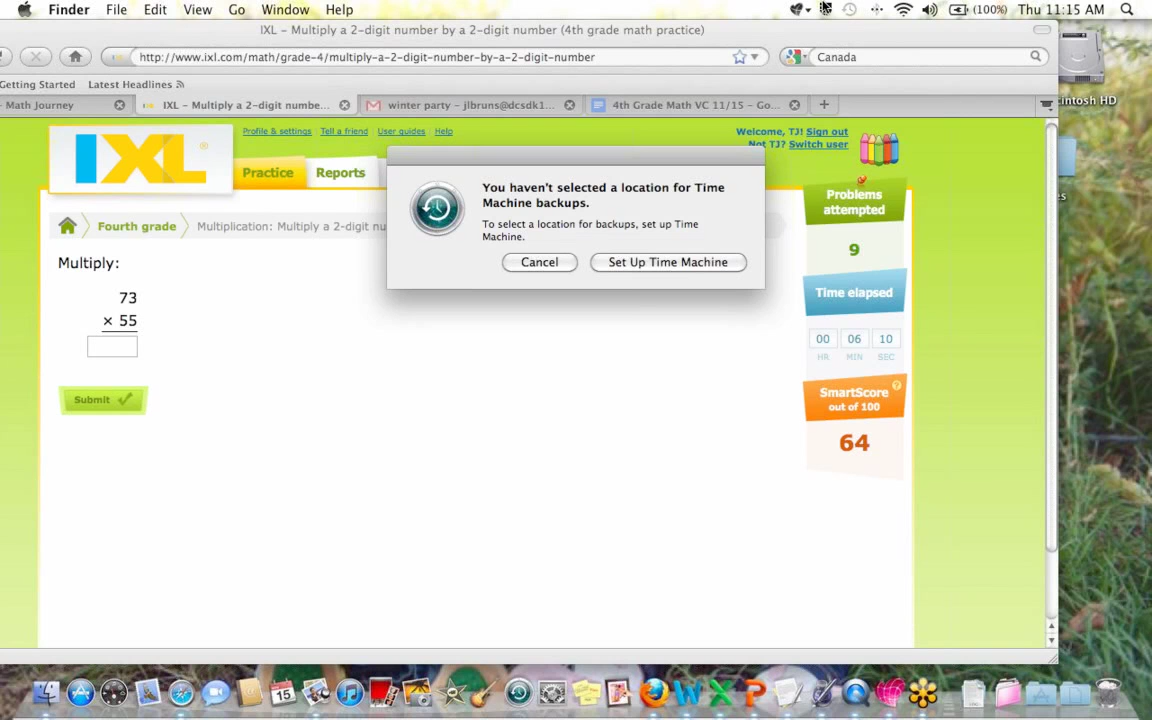 Finder File Edit View Go Window Help (100%) Thu 11:15 AM
IXL – Multiply a 2-digit number by a 2-digit number (4th grade math practice)
http://www.ixl.com/math/grade-4/multiply-a-2-digit-number-by-a-2-digit-number Canada
Getting Started Latest Headlines
- Math Journey IXL – Multiply a 2-digit numbe... winter party – jlbruns@dcsdk1... 4th Grade Math VC 11/15 – Go... +
intosh HD
IXL®
Profile & settings Tell a friend User guides Help
Welcome, TJ! Sign out
Not TJ? Switch user
Practice Reports
You haven't selected a location for Time
Machine backups.
To select a location for backups, set up Time
Machine.
Cancel Set Up Time Machine
Problems
attempted
9
Fourth grade Multiplication: Multiply a 2-digit nu
Multiply:
73
× 55
Submit
Time elapsed
00 06 10
HR MIN SEC
SmartScore ?
out of 100
64
15